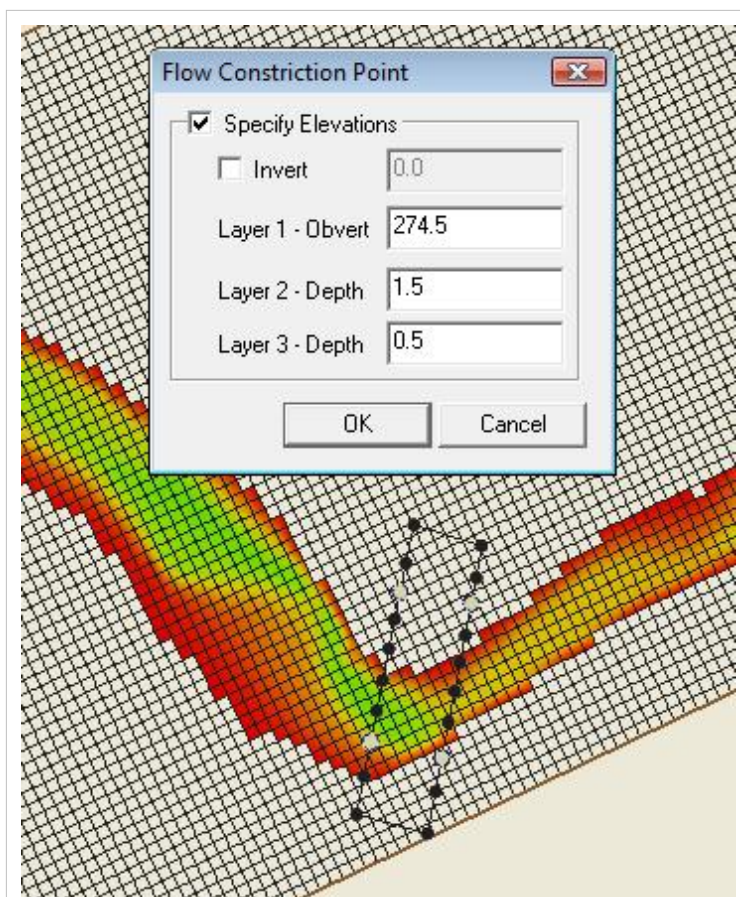 Flow Constriction Point
Specify Elevations
Invert 0.0
Layer 1 - Obvert 274.5
Layer 2 - Depth 1.5
Layer 3 - Depth 0.5
OK Cancel